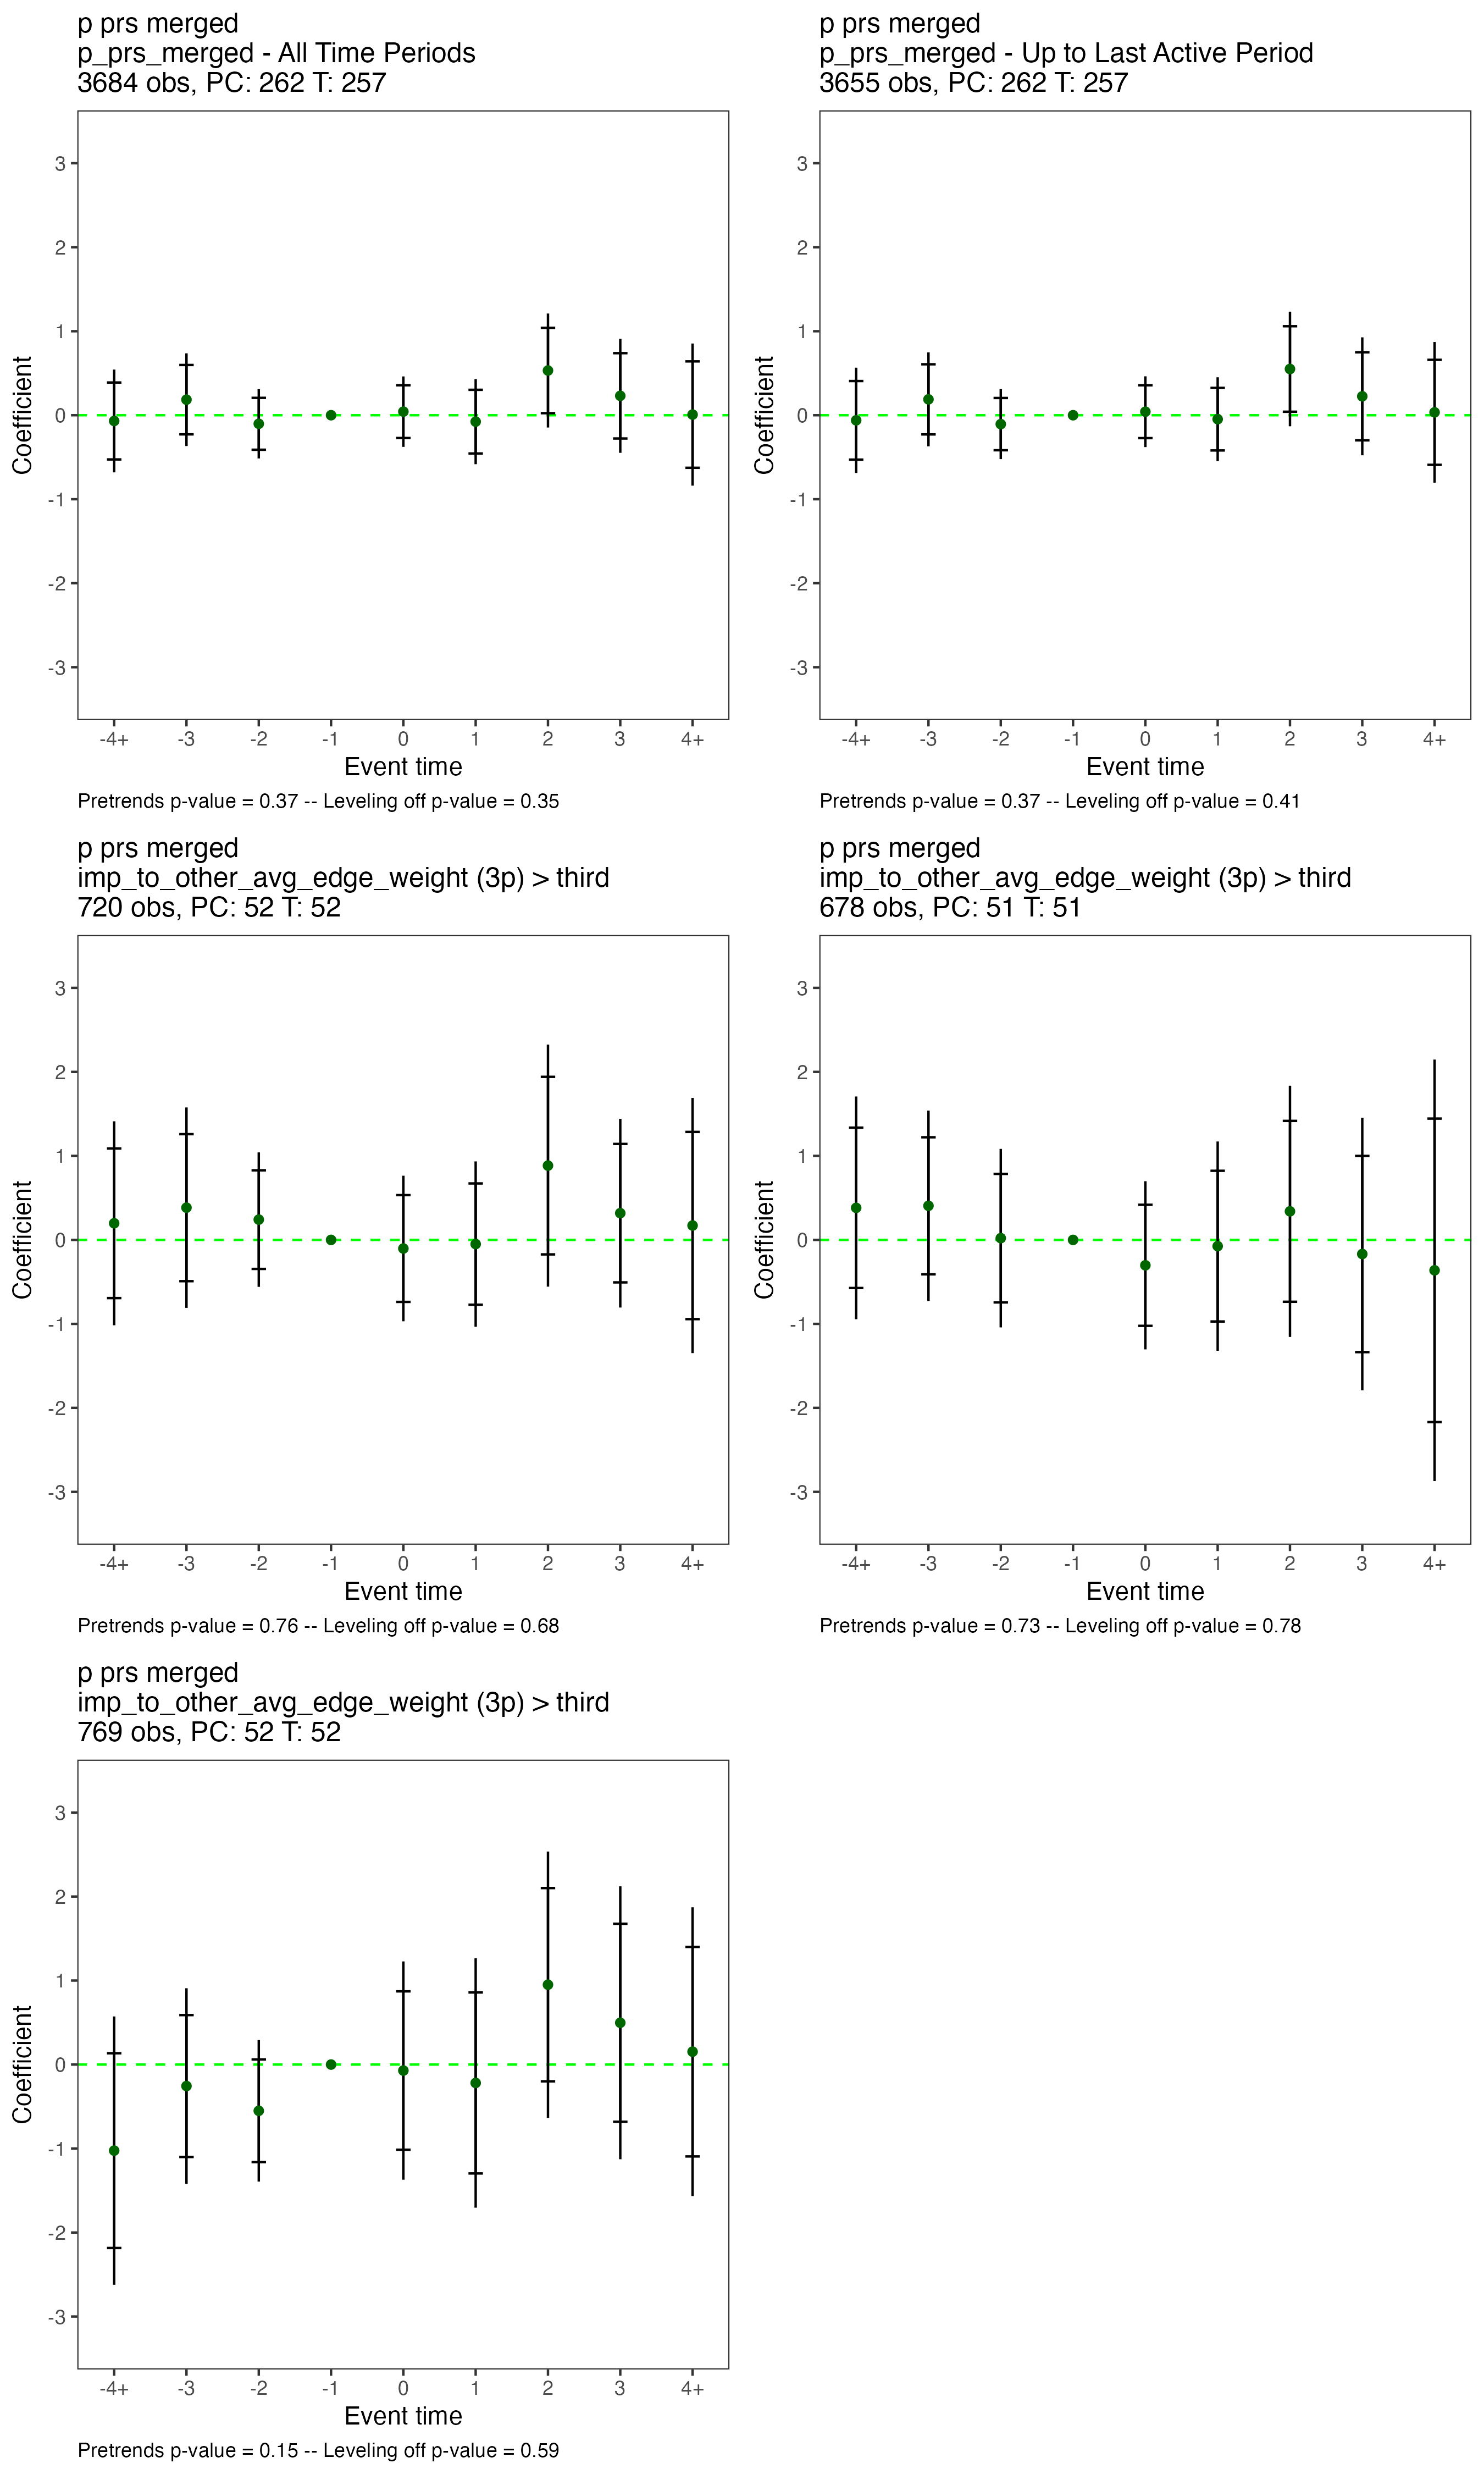 p prs merged
p_prs_merged - All Time Periods
3684 obs, PC: 262 T: 257
Coefficient
3
2
1
0
-1
-2
-3
-4+ -3 -2 -1 0 1 2 3 4+
Event time
Pretrends p-value = 0.37 -- Leveling off p-value = 0.35
p prs merged
p_prs_merged - Up to Last Active Period
3655 obs, PC: 262 T: 257
Coefficient
3
2
1
0
-1
-2
-3
-4+ -3 -2 -1 0 1 2 3 4+
Event time
Pretrends p-value = 0.37 -- Leveling off p-value = 0.41
p prs merged
imp_to_other_avg_edge_weight (3p) > third
720 obs, PC: 52 T: 52
Coefficient
3
2
1
0
-1
-2
-3
-4+ -3 -2 -1 0 1 2 3 4+
Event time
Pretrends p-value = 0.76 -- Leveling off p-value = 0.68
p prs merged
imp_to_other_avg_edge_weight (3p) > third
678 obs, PC: 51 T: 51
Coefficient
3
2
1
0
-1
-2
-3
-4+ -3 -2 -1 0 1 2 3 4+
Event time
Pretrends p-value = 0.73 -- Leveling off p-value = 0.78
p prs merged
imp_to_other_avg_edge_weight (3p) > third
769 obs, PC: 52 T: 52
Coefficient
3
2
1
0
-1
-2
-3
-4+ -3 -2 -1 0 1 2 3 4+
Event time
Pretrends p-value = 0.15 -- Leveling off p-value = 0.59